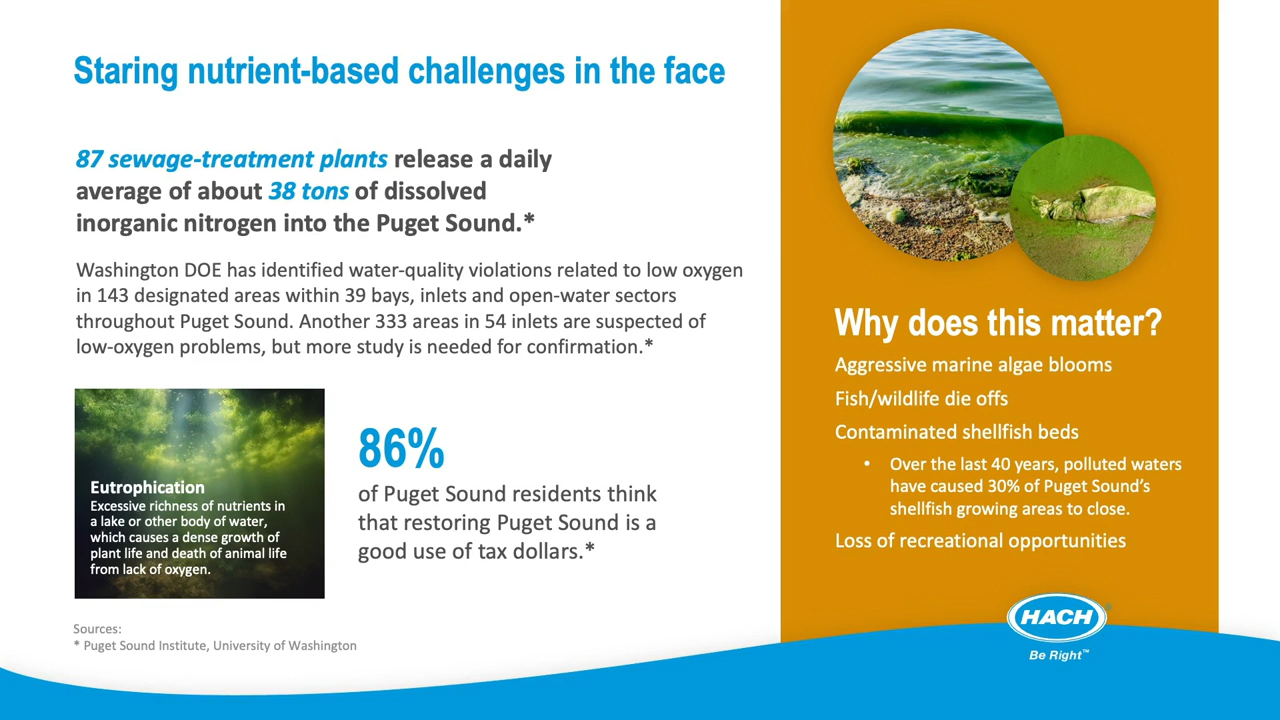 Staring nutrient-based challenges in the face
87 sewage-treatment plants release a daily
average of about 38 tons of dissolved
inorganic nitrogen into the Puget Sound.*
Washington DOE has identified water-quality violations related to low oxygen
in 143 designated areas within 39 bays, inlets and open-water sectors
throughout Puget Sound. Another 333 areas in 54 inlets are suspected of
low-oxygen problems, but more study is needed for confirmation.*
Eutrophication
Excessive richness of nutrients in
a lake or other body of water,
which causes a dense growth of
plant life and death of animal life
from lack of oxygen.
86%
of Puget Sound residents think
that restoring Puget Sound is a
good use of tax dollars.*
Sources:
* Puget Sound Institute, University of Washington
Why does this matter?
Aggressive marine algae blooms
Fish/wildlife die offs
Contaminated shellfish beds
• Over the last 40 years, polluted waters
have caused 30% of Puget Sound’s
shellfish growing areas to close.
Loss of recreational opportunities
HACH®
Be Right™